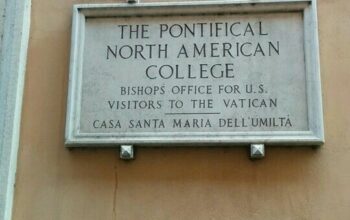 THE PONTIFICAL
NORTH AMERICAN
COLLEGE
BISHOPS' OFFICE FOR U.S.
VISITORS TO THE VATICAN
CASA SANTA MARIA DELL'UMILTÀ